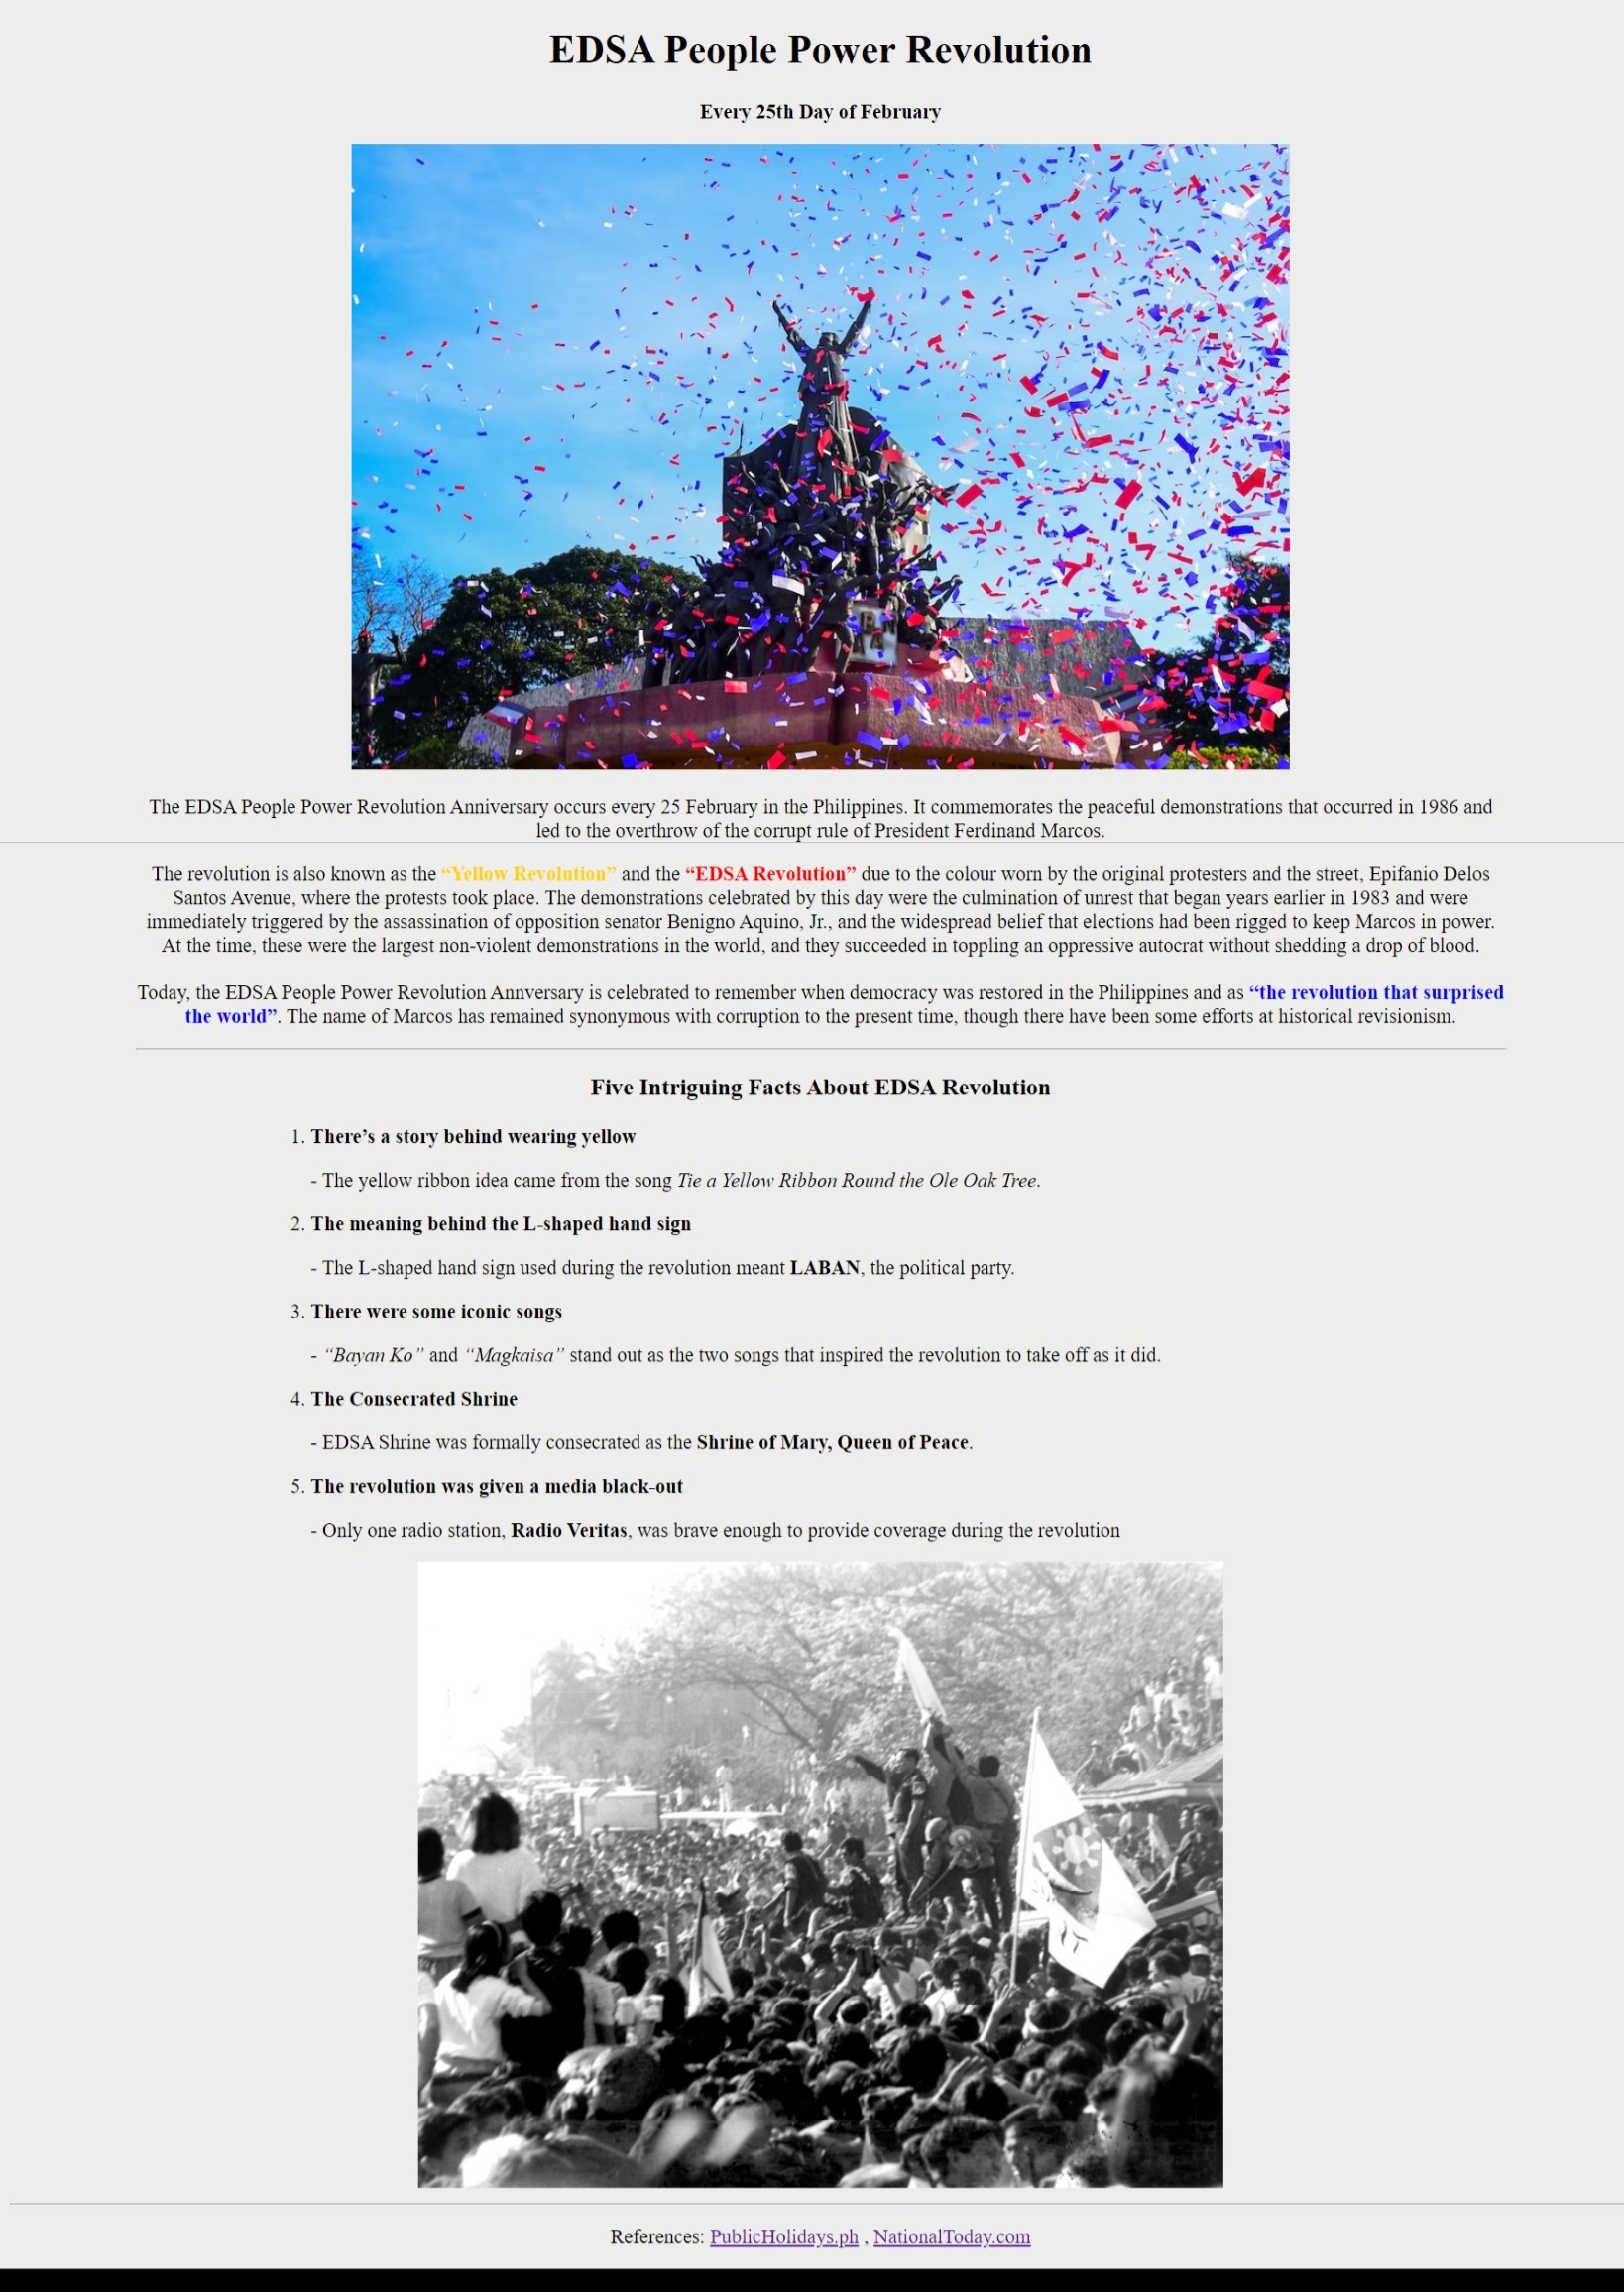 EDSA People Power Revolution
Every 25th Day of February
The EDSA People Power Revolution Anniversary occurs every 25 February in the Philippines. It commemorates the peaceful demonstrations that occurred in 1986 and
led to the overthrow of the corrupt rule of President Ferdinand Marcos.
The revolution is also known as the “Yellow Revolution” and the “EDSA Revolution” due to the colour worn by the original protesters and the street, Epifanio Delos
Santos Avenue, where the protests took place. The demonstrations celebrated by this day were the culmination of unrest that began years earlier in 1983 and were
immediately triggered by the assassination of opposition senator Benigno Aquino, Jr., and the widespread belief that elections had been rigged to keep Marcos in power.
At the time, these were the largest non-violent demonstrations in the world, and they succeeded in toppling an oppressive autocrat without shedding a drop of blood.
Today, the EDSA People Power Revolution Annversary is celebrated to remember when democracy was restored in the Philippines and as “the revolution that surprised
the world”. The name of Marcos has remained synonymous with corruption to the present time, though there have been some efforts at historical revisionism.
Five Intriguing Facts About EDSA Revolution
1. There’s a story behind wearing yellow
- The yellow ribbon idea came from the song Tie a Yellow Ribbon Round the Ole Oak Tree.
2. The meaning behind the L-shaped hand sign
- The L-shaped hand sign used during the revolution meant LABAN, the political party.
3. There were some iconic songs
- “Bayan Ko” and “Magkaisa” stand out as the two songs that inspired the revolution to take off as it did.
4. The Consecrated Shrine
- EDSA Shrine was formally consecrated as the Shrine of Mary, Queen of Peace.
5. The revolution was given a media black-out
- Only one radio station, Radio Veritas, was brave enough to provide coverage during the revolution
References: PublicHolidays.ph , NationalToday.com